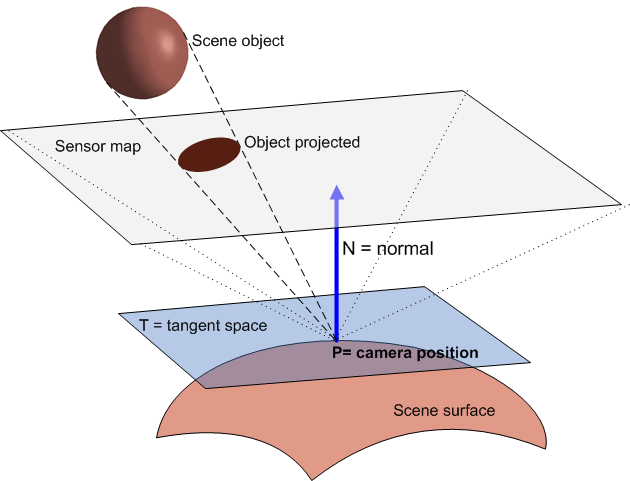 Scene object
Sensor map
Object projected
N = normal
T = tangent space
P= camera position
Scene surface